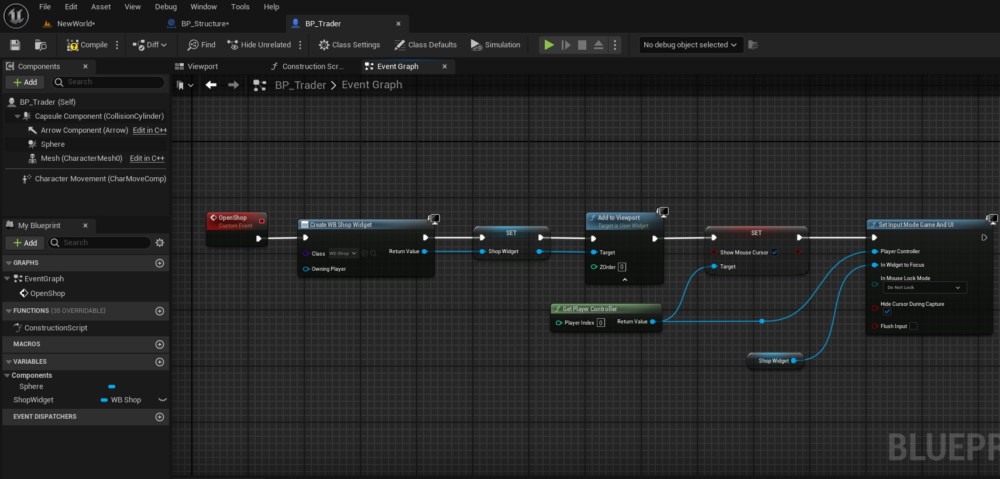 File Edit Asset View Debug Window Tools Help
NewWorld* BP_Structure* BP_Trader
Compile Diff Find Hide Unrelated Class Settings Class Defaults Simulation No debug object selected
Components Viewport Construction Scr... Event Graph
Add Search
BP_Trader > Event Graph
BP_Trader (Self)
Capsule Component (CollisionCylinder)
Arrow Component (Arrow) Edit in C++
Sphere
Mesh (CharacterMesh0) Edit in C++
Character Movement (CharMoveComp)
My Blueprint
Add Search
GRAPHS
EventGraph
OpenShop
FUNCTIONS (35 OVERRIDABLE)
ConstructionScript
MACROS
VARIABLES
Components
Sphere
ShopWidget WB Shop
EVENT DISPATCHERS
OpenShop
Custom Event
Create WB Shop Widget
Class WB Shop Return Value
Owning Player
SET
Shop Widget
Add to Viewport
Target is User Widget
Target
ZOrder 0
SET
Show Mouse Cursor
Target
Get Player Controller
Player Index 0 Return Value
Shop Widget
Set Input Mode Game And UI
Player Controller
In Widget to Focus
In Mouse Lock Mode
Do Not Lock
Hide Cursor During Capture
Flush Input
BLUEPR